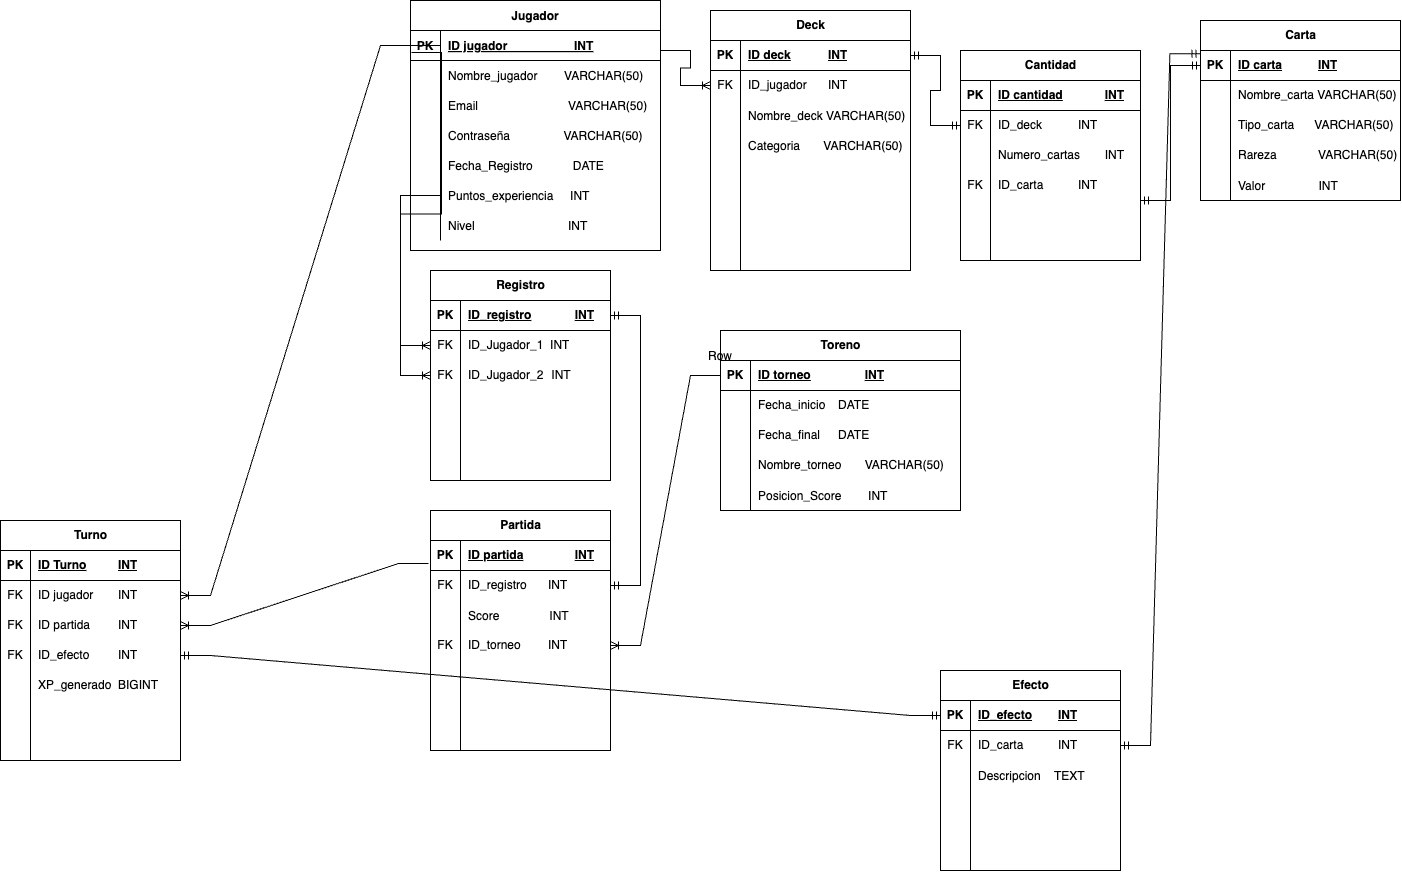 Jugador
PK ID jugador INT
Nombre_jugador VARCHAR(50)
Email VARCHAR(50)
Contraseña VARCHAR(50)
Fecha_Registro DATE
Puntos_experiencia INT
Nivel INT
Deck
PK ID deck INT
FK ID_jugador INT
Nombre_deck VARCHAR(50)
Categoria VARCHAR(50)
Cantidad
PK ID cantidad INT
FK ID_deck INT
Numero_cartas INT
FK ID_carta INT
Carta
PK ID carta INT
Nombre_carta VARCHAR(50)
Tipo_carta VARCHAR(50)
Rareza VARCHAR(50)
Valor INT
Registro
PK ID_registro INT
FK ID_Jugador_1 INT
FK ID_Jugador_2 INT
Toreno
Row
PK ID torneo INT
Fecha_inicio DATE
Fecha_final DATE
Nombre_torneo VARCHAR(50)
Posicion_Score INT
Turno
PK ID Turno INT
FK ID jugador INT
FK ID partida INT
FK ID_efecto INT
XP_generado BIGINT
Partida
PK ID partida INT
FK ID_registro INT
Score INT
FK ID_torneo INT
Efecto
PK ID_efecto INT
FK ID_carta INT
Descripcion TEXT